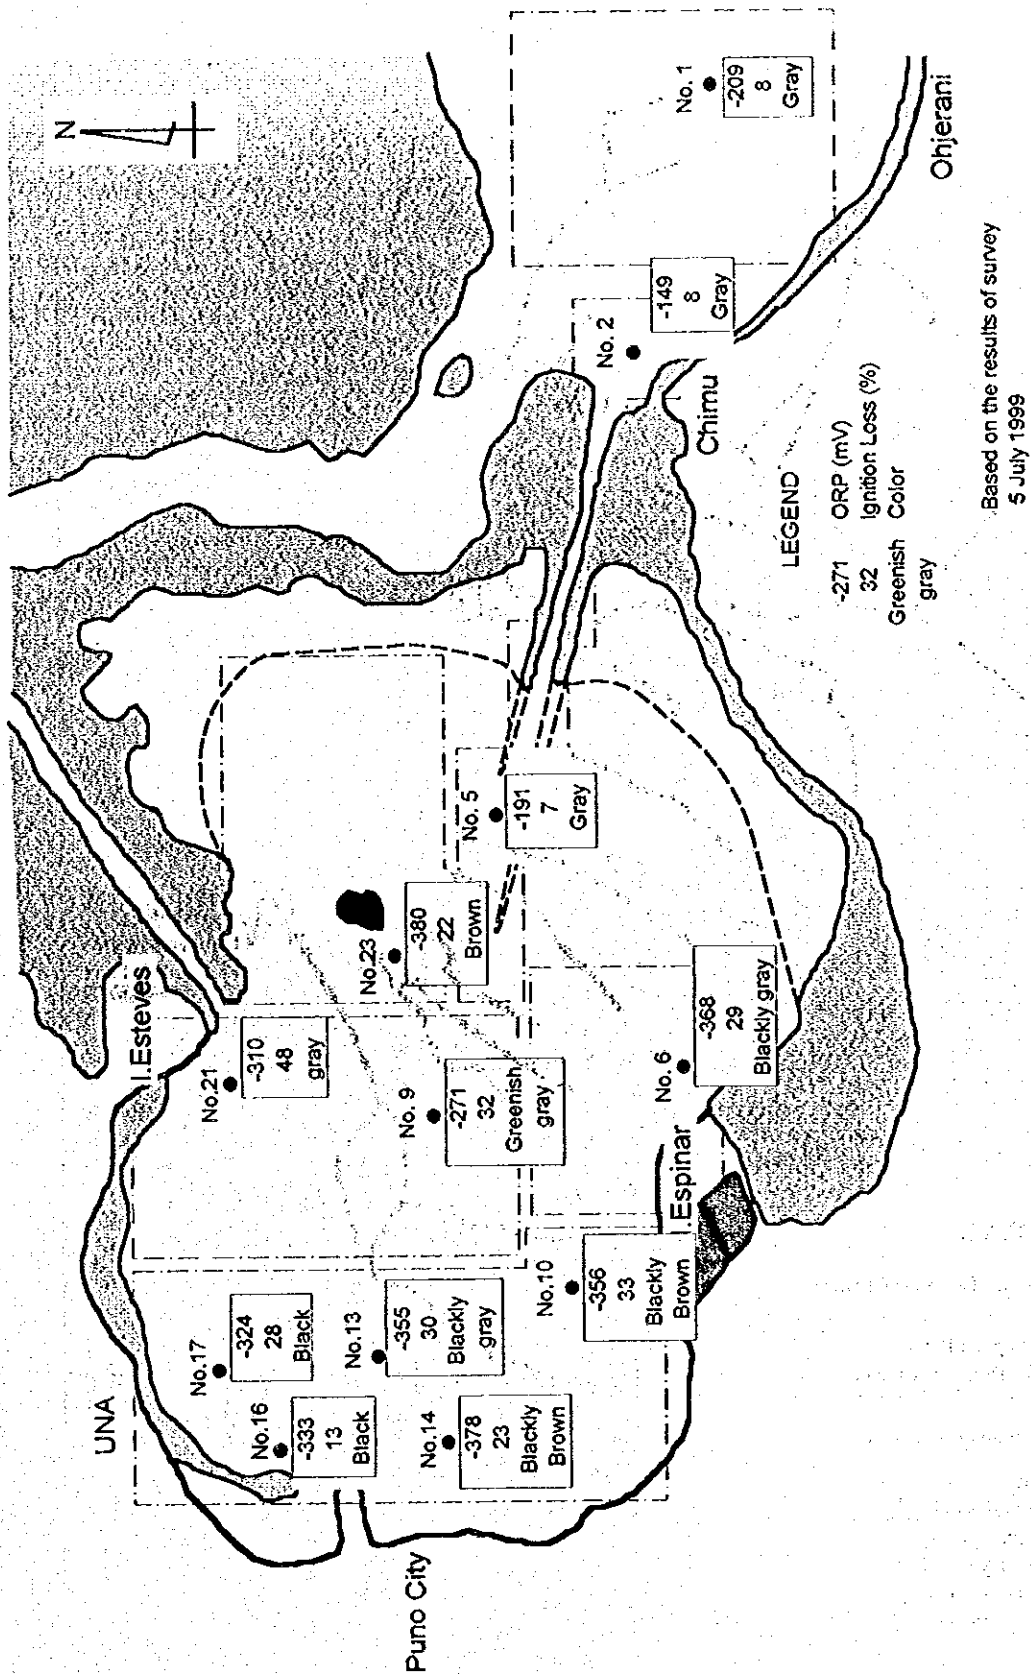 N
UNA
Puno City
I.Esteves
I.Espinar
Chimu
Ohjerani
No.16
-333
13
Black
No.17
-324
28
Black
No.13
-355
30
Blackly
gray
No.14
-378
23
Blackly
Brown
No.10
-356
33
Blackly
Brown
No.21
-310
48
gray
No. 9
-271
32
Greenish
gray
No. 6
-368
29
Blackly gray
No.23
-380
22
Brown
No. 5
-191
7
Gray
No. 2
-149
8
Gray
No. 1
-209
8
Gray
LEGEND
-271 ORP (mV)
32 Ignition Loss (%)
Greenish Color
gray
Based on the results of survey
5 July 1999